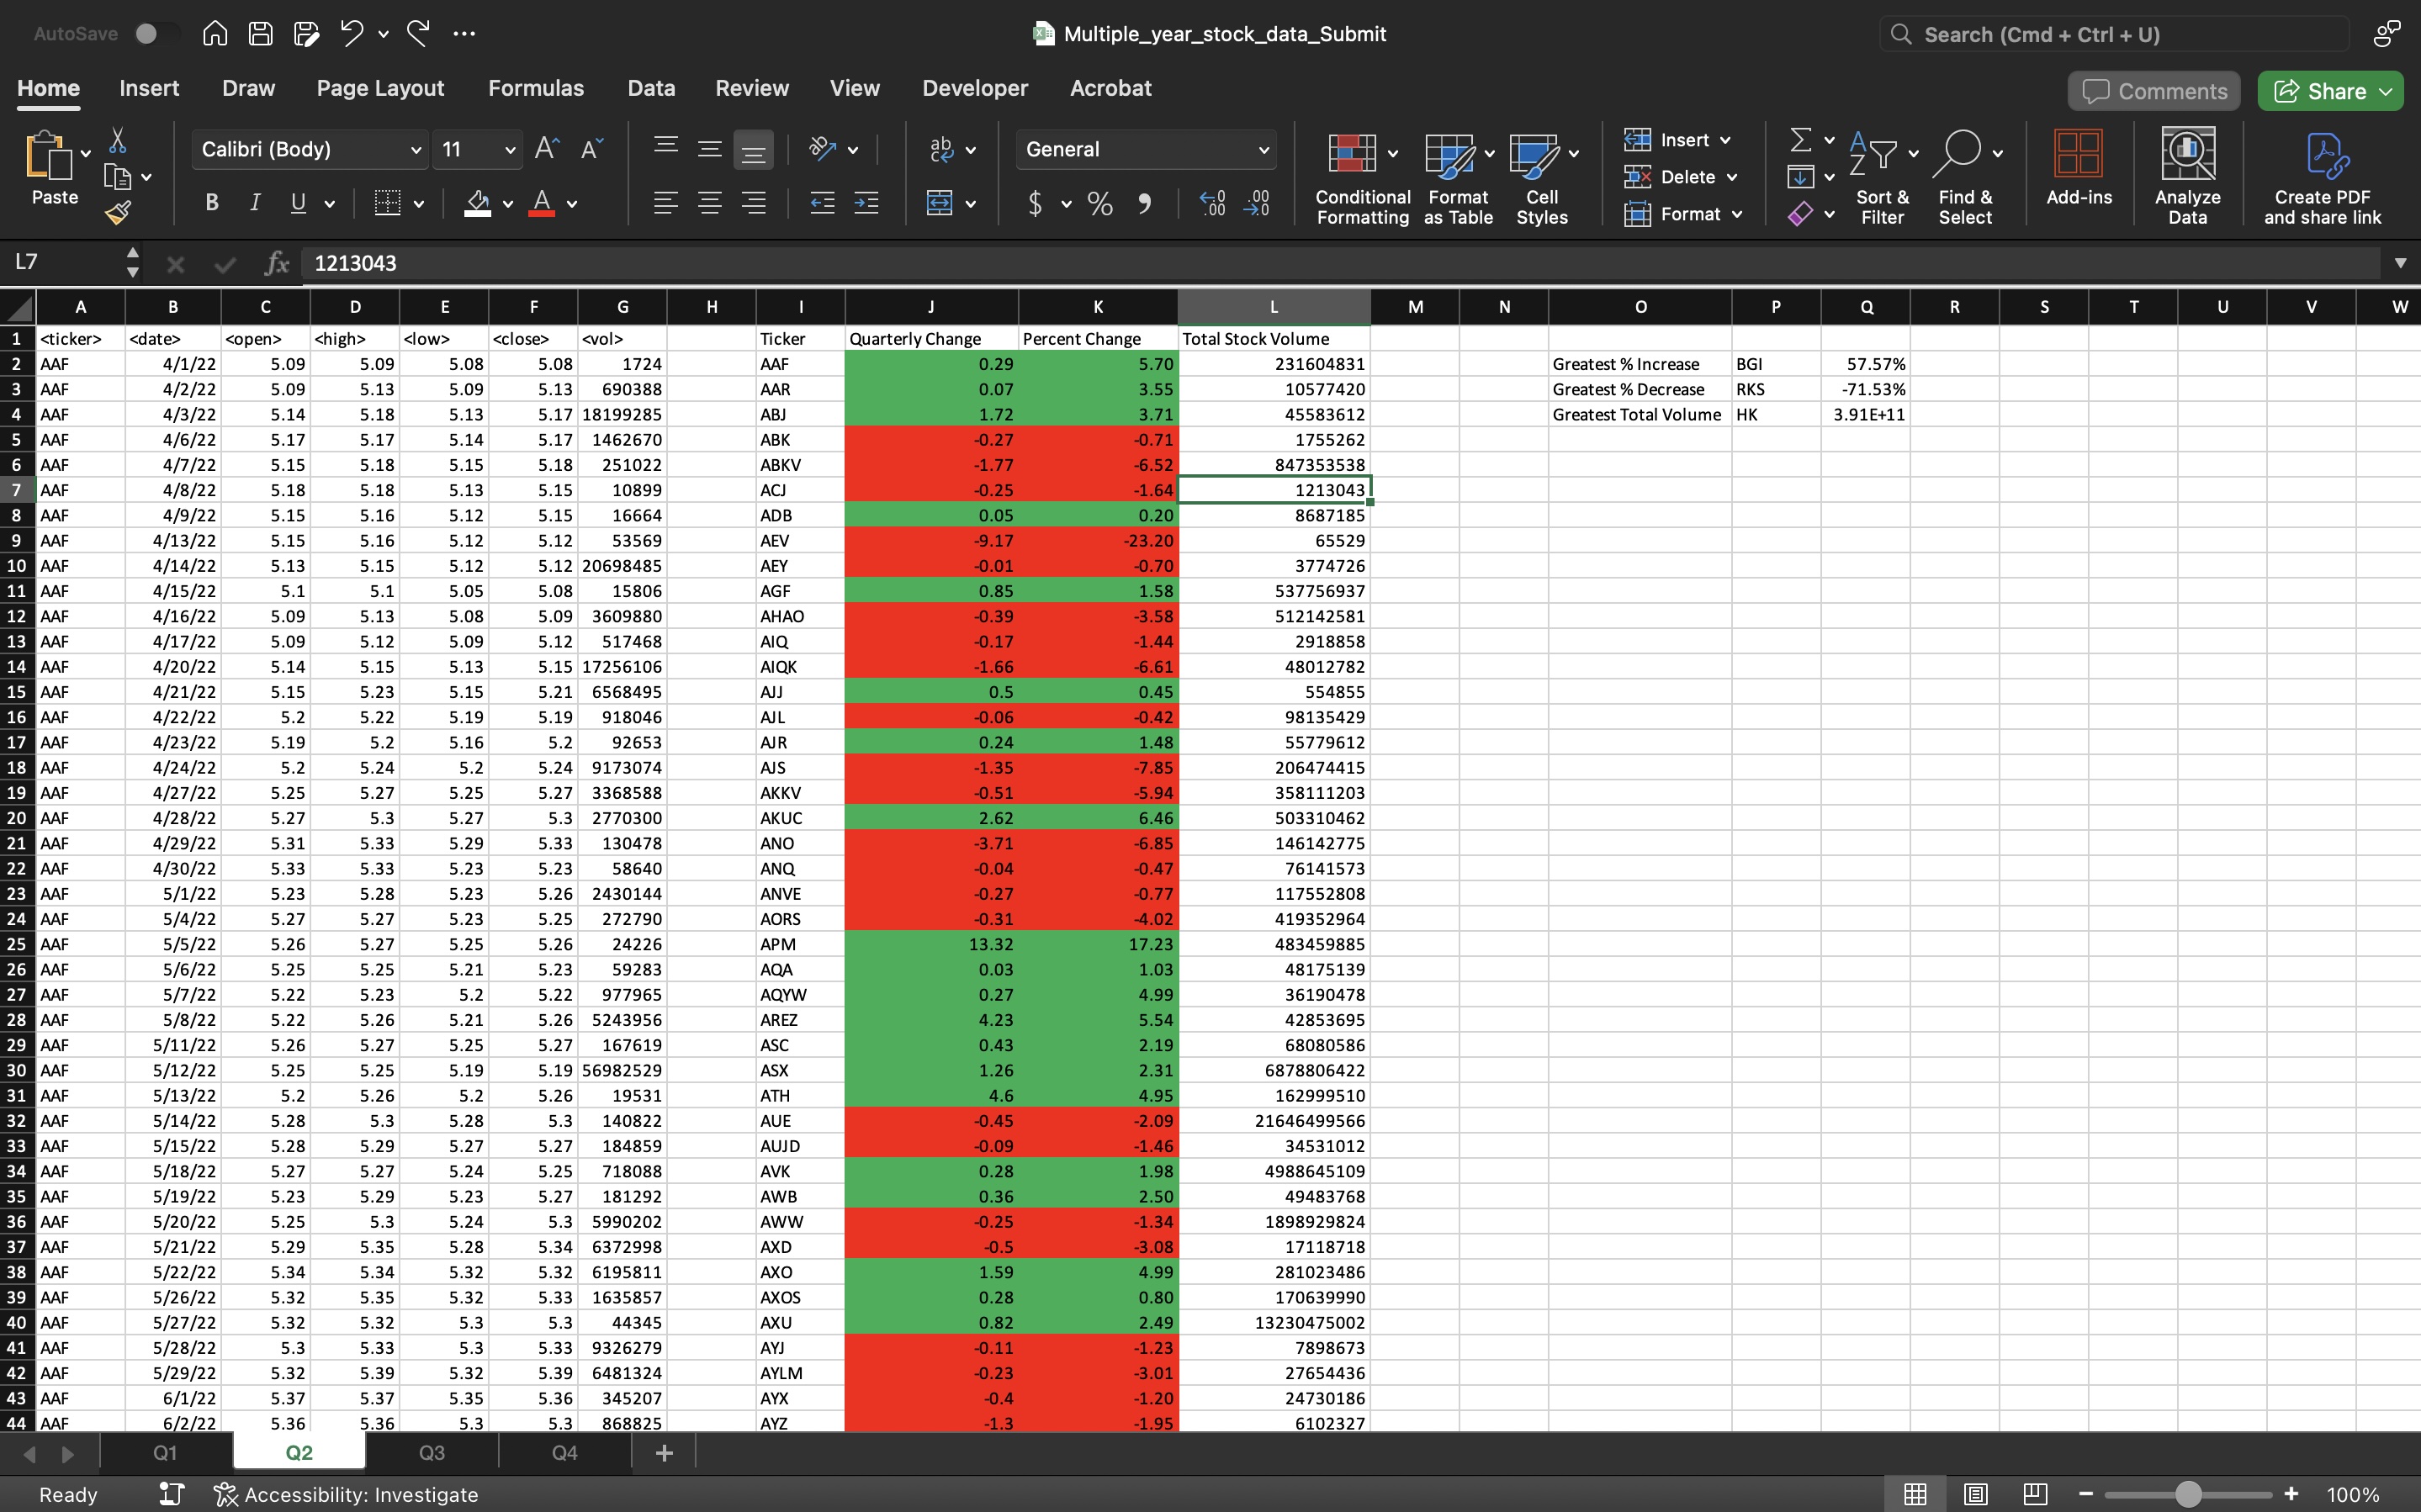 AutoSave
Multiple_year_stock_data_Submit
Search (Cmd + Ctrl + U)
Home Insert Draw Page Layout Formulas Data Review View Developer Acrobat
Comments Share
Paste
Calibri (Body) 11
General
Conditional Formatting
Format as Table
Cell Styles
Insert
Delete
Format
Sort & Filter
Find & Select
Add-ins
Analyze Data
Create PDF and share link
L7 fx 1213043
A B C D E F G H I J K L M N O P Q R S T U V W
1 <ticker> <date> <open> <high> <low> <close> <vol> Ticker Quarterly Change Percent Change Total Stock Volume
2 AAF 4/1/22 5.09 5.09 5.08 5.08 1724 AAF 0.29 5.70 231604831 Greatest % Increase BGI 57.57%
3 AAF 4/2/22 5.09 5.13 5.09 5.13 690388 AAR 0.07 3.55 10577420 Greatest % Decrease RKS -71.53%
4 AAF 4/3/22 5.14 5.18 5.13 5.17 18199285 ABJ 1.72 3.71 45583612 Greatest Total Volume HK 3.91E+11
5 AAF 4/6/22 5.17 5.17 5.14 5.17 1462670 ABK -0.27 -0.71 1755262
6 AAF 4/7/22 5.15 5.18 5.15 5.18 251022 ABKV -1.77 -6.52 847353538
7 AAF 4/8/22 5.18 5.18 5.13 5.15 10899 ACJ -0.25 -1.64 1213043
8 AAF 4/9/22 5.15 5.16 5.12 5.15 16664 ADB 0.05 0.20 8687185
9 AAF 4/13/22 5.15 5.16 5.12 5.12 53569 AEV -9.17 -23.20 65529
10 AAF 4/14/22 5.13 5.15 5.12 5.12 20698485 AEY -0.01 -0.70 3774726
11 AAF 4/15/22 5.1 5.1 5.05 5.08 15806 AGF 0.85 1.58 537756937
12 AAF 4/16/22 5.09 5.13 5.08 5.09 3609880 AHAO -0.39 -3.58 512142581
13 AAF 4/17/22 5.09 5.12 5.09 5.12 517468 AIQ -0.17 -1.44 2918858
14 AAF 4/20/22 5.14 5.15 5.13 5.15 17256106 AIQK -1.66 -6.61 48012782
15 AAF 4/21/22 5.15 5.23 5.15 5.21 6568495 AJJ 0.5 0.45 554855
16 AAF 4/22/22 5.2 5.22 5.19 5.19 918046 AJL -0.06 -0.42 98135429
17 AAF 4/23/22 5.19 5.2 5.16 5.2 92653 AJR 0.24 1.48 55779612
18 AAF 4/24/22 5.2 5.24 5.2 5.24 9173074 AJS -1.35 -7.85 206474415
19 AAF 4/27/22 5.25 5.27 5.25 5.27 3368588 AKKV -0.51 -5.94 358111203
20 AAF 4/28/22 5.27 5.3 5.27 5.3 2770300 AKUC 2.62 6.46 503310462
21 AAF 4/29/22 5.31 5.33 5.29 5.33 130478 ANO -3.71 -6.85 146142775
22 AAF 4/30/22 5.33 5.33 5.23 5.23 58640 ANQ -0.04 -0.47 76141573
23 AAF 5/1/22 5.23 5.28 5.23 5.26 2430144 ANVE -0.27 -0.77 117552808
24 AAF 5/4/22 5.27 5.27 5.23 5.25 272790 AORS -0.31 -4.02 419352964
25 AAF 5/5/22 5.26 5.27 5.25 5.26 24226 APM 13.32 17.23 483459885
26 AAF 5/6/22 5.25 5.25 5.21 5.23 59283 AQA 0.03 1.03 48175139
27 AAF 5/7/22 5.22 5.23 5.2 5.22 977965 AQYW 0.27 4.99 36190478
28 AAF 5/8/22 5.22 5.26 5.21 5.26 5243956 AREZ 4.23 5.54 42853695
29 AAF 5/11/22 5.26 5.27 5.25 5.27 167619 ASC 0.43 2.19 68080586
30 AAF 5/12/22 5.25 5.25 5.19 5.19 56982529 ASX 1.26 2.31 6878806422
31 AAF 5/13/22 5.2 5.26 5.2 5.26 19531 ATH 4.6 4.95 162999510
32 AAF 5/14/22 5.28 5.3 5.28 5.3 140822 AUE -0.45 -2.09 21646499566
33 AAF 5/15/22 5.28 5.29 5.27 5.27 184859 AUJD -0.09 -1.46 34531012
34 AAF 5/18/22 5.27 5.27 5.24 5.25 718088 AVK 0.28 1.98 4988645109
35 AAF 5/19/22 5.23 5.29 5.23 5.27 181292 AWB 0.36 2.50 49483768
36 AAF 5/20/22 5.25 5.3 5.24 5.3 5990202 AWW -0.25 -1.34 1898929824
37 AAF 5/21/22 5.29 5.35 5.28 5.34 6372998 AXD -0.5 -3.08 17118718
38 AAF 5/22/22 5.34 5.34 5.32 5.32 6195811 AXO 1.59 4.99 281023486
39 AAF 5/26/22 5.32 5.35 5.32 5.33 1635857 AXOS 0.28 0.80 170639990
40 AAF 5/27/22 5.32 5.32 5.3 5.3 44345 AXU 0.82 2.49 13230475002
41 AAF 5/28/22 5.3 5.33 5.3 5.33 9326279 AYJ -0.11 -1.23 7898673
42 AAF 5/29/22 5.32 5.39 5.32 5.39 6481324 AYLM -0.23 -3.01 27654436
43 AAF 6/1/22 5.37 5.37 5.35 5.36 345207 AYX -0.4 -1.20 24730186
44 AAF 6/2/22 5.36 5.36 5.3 5.3 868825 AYZ -1.3 -1.95 6102327
Q1 Q2 Q3 Q4 +
Ready Accessibility: Investigate 100%